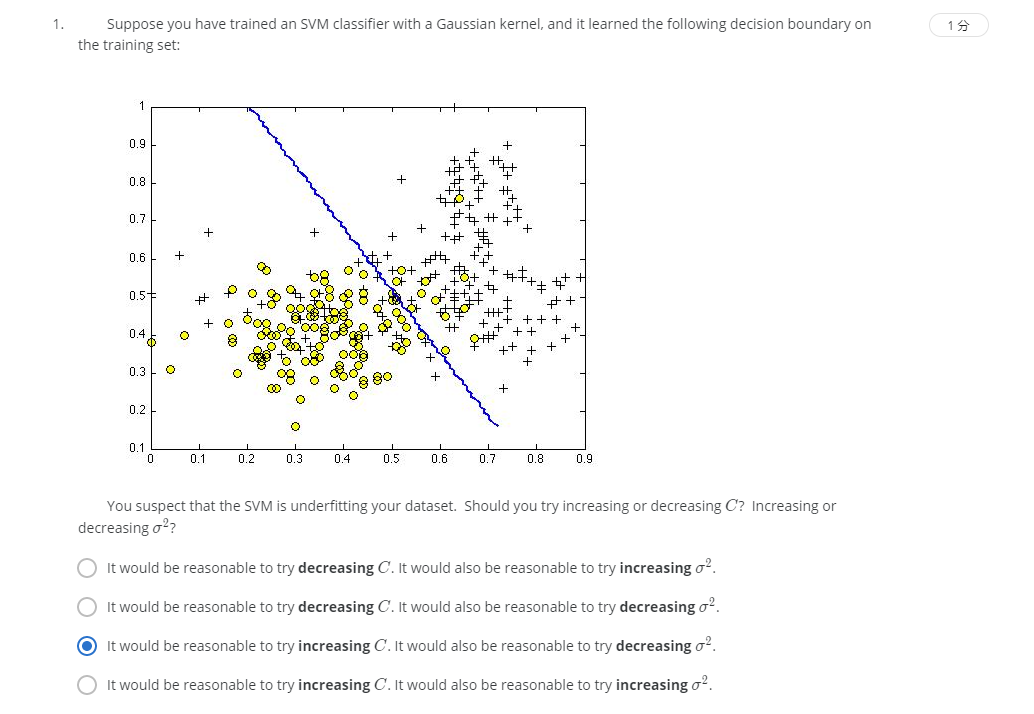 1. Suppose you have trained an SVM classifier with a Gaussian kernel, and it learned the following decision boundary on
the training set:
1分
1
0.9
0.8
0.7
0.6
0.5
0.4
0.3
0.2
0.1
0 0.1 0.2 0.3 0.4 0.5 0.6 0.7 0.8 0.9
You suspect that the SVM is underfitting your dataset. Should you try increasing or decreasing C? Increasing or
decreasing σ²?
It would be reasonable to try decreasing C. It would also be reasonable to try increasing σ².
It would be reasonable to try decreasing C. It would also be reasonable to try decreasing σ².
It would be reasonable to try increasing C. It would also be reasonable to try decreasing σ².
It would be reasonable to try increasing C. It would also be reasonable to try increasing σ².